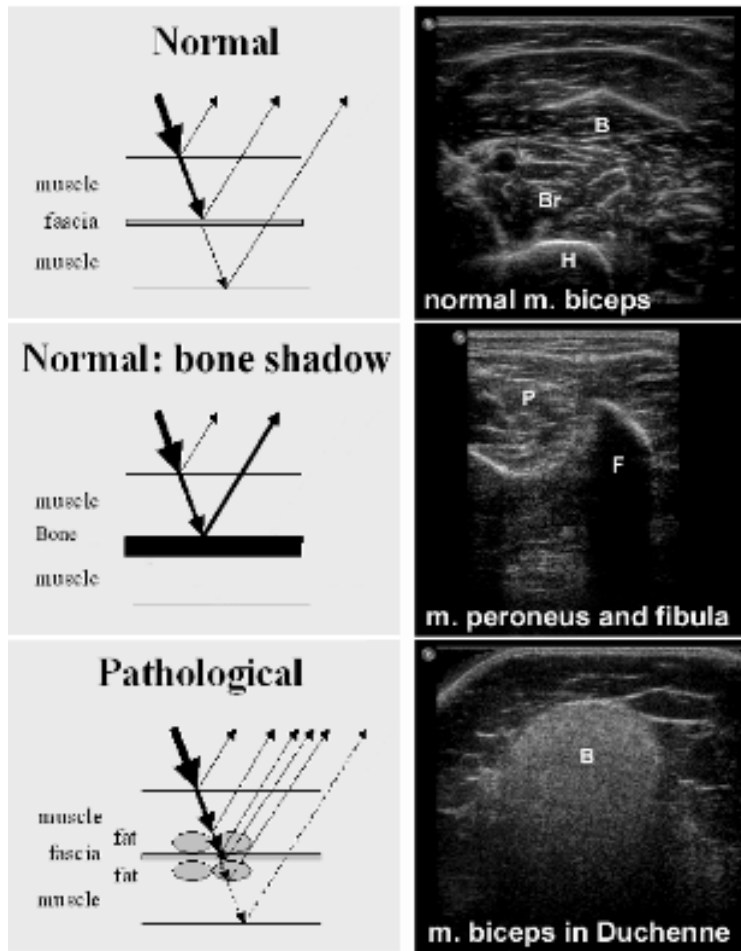 Normal
muscle
fascia
muscle
B
Br
H
normal m. biceps
Normal: bone shadow
muscle
Bone
muscle
P
F
m. peroneus and fibula
Pathological
muscle
fat
fascia
fat
muscle
B
m. biceps in Duchenne